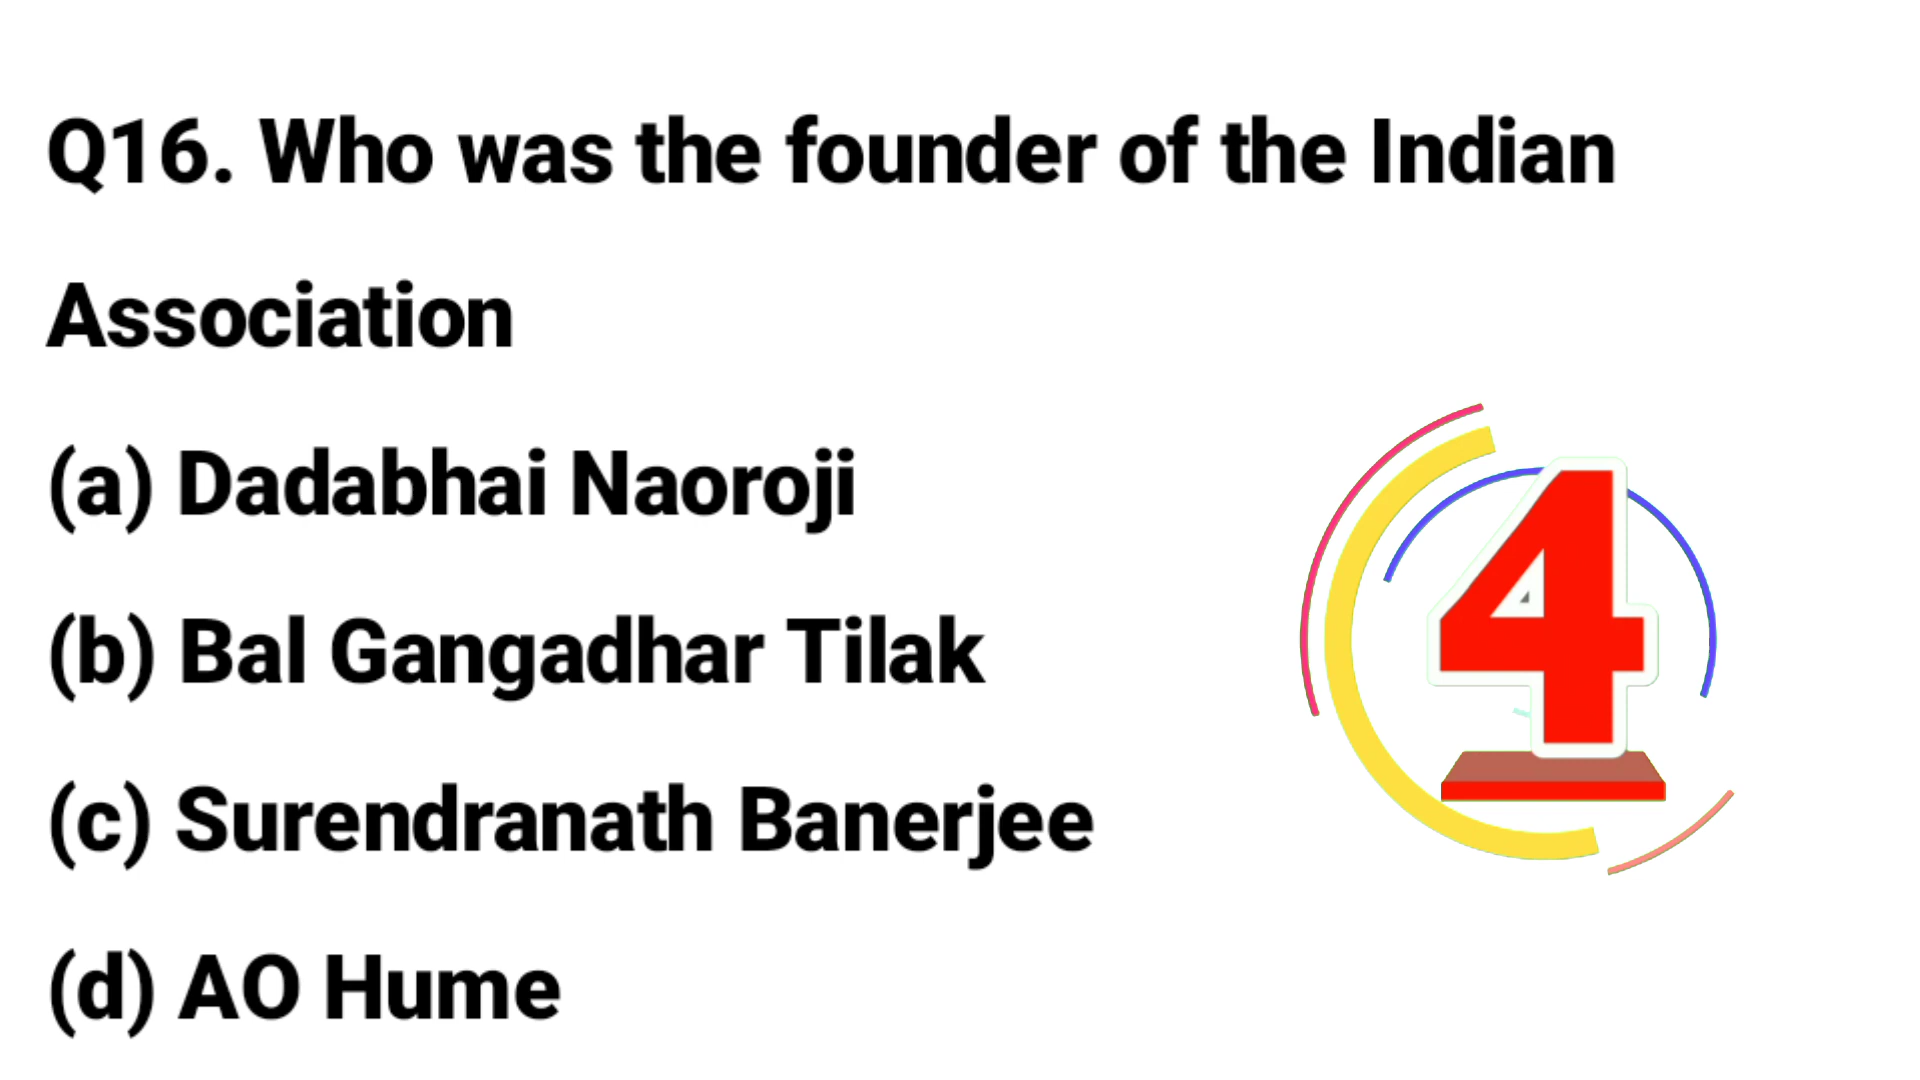 Q16. Who was the founder of the Indian
Association
(a) Dadabhai Naoroji
(b) Bal Gangadhar Tilak
(c) Surendranath Banerjee
(d) AO Hume
4